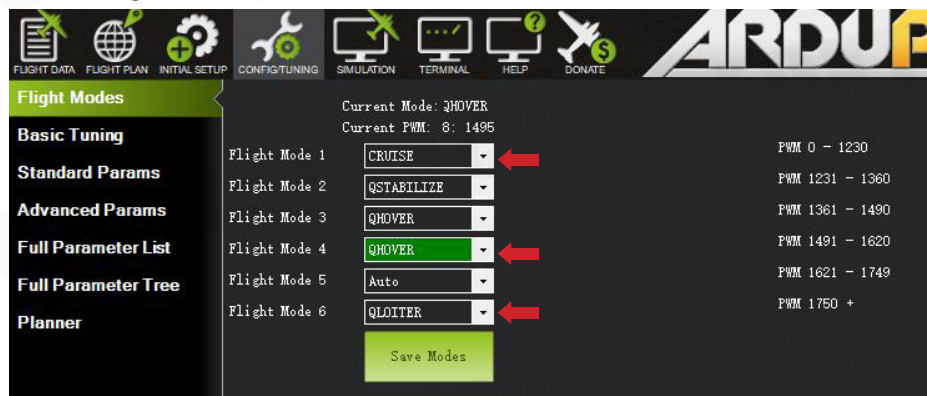 FLIGHT DATA FLIGHT PLAN INITIAL SETUP CONFIG/TUNING SIMULATION TERMINAL HELP DONATE
ARDUP
Flight Modes
Basic Tuning
Standard Params
Advanced Params
Full Parameter List
Full Parameter Tree
Planner
Current Mode: QHOVER
Current PWM: 8: 1495
Flight Mode 1 CRUISE PWM 0 - 1230
Flight Mode 2 QSTABILIZE PWM 1231 - 1360
Flight Mode 3 QHOVER PWM 1361 - 1490
Flight Mode 4 QHOVER PWM 1491 - 1620
Flight Mode 5 Auto PWM 1621 - 1749
Flight Mode 6 QLOITER PWM 1750 +
Save Modes